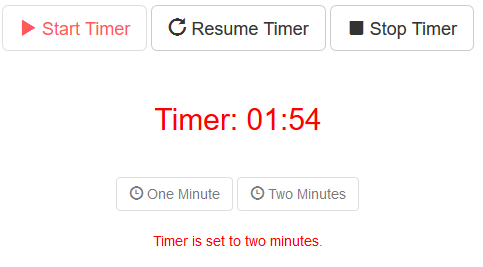 Start Timer Resume Timer Stop Timer
Timer: 01:54
One Minute Two Minutes
Timer is set to two minutes.